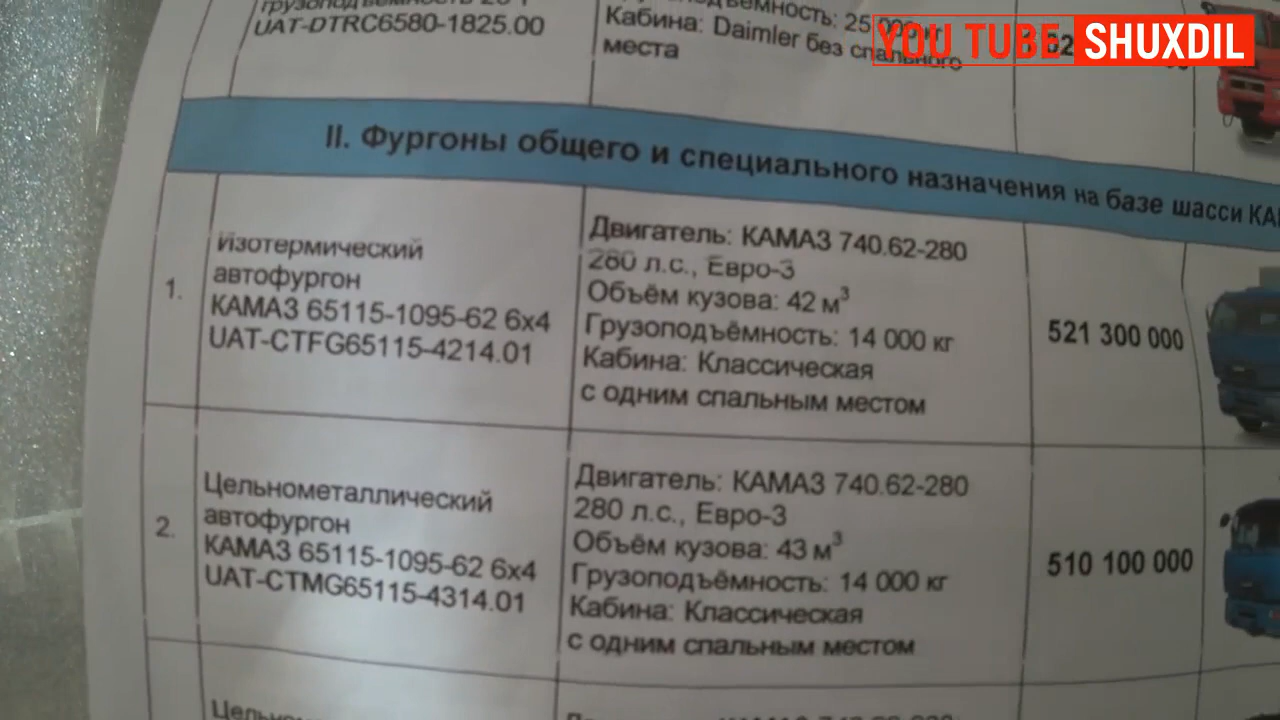 UAT-DTRC6580-1825.00
Кабина: Daimler без спального
места
YOU TUBE SHUXDIL
II. Фургоны общего и специального назначения на базе шасси
1.
Изотермический
автофургон
КАМАЗ 65115-1095-62 6х4
UAT-CTFG65115-4214.01
Двигатель: КАМАЗ 740.62-280
280 л.с., Евро-3
Объём кузова: 42 м³
Грузоподъёмность: 14 000 кг
Кабина: Классическая
с одним спальным местом
521 300 000
2.
Цельнометаллический
автофургон
КАМАЗ 65115-1095-62 6х4
UAT-CTMG65115-4314.01
Двигатель: КАМАЗ 740.62-280
280 л.с., Евро-3
Объём кузова: 43 м³
Грузоподъёмность: 14 000 кг
Кабина: Классическая
с одним спальным местом
510 100 000